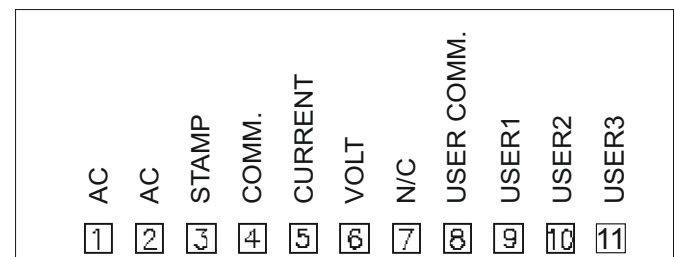 AC AC STAMP COMM. CURRENT VOLT N/C USER COMM. USER1 USER2 USER3
1 2 3 4 5 6 7 8 9 10 11